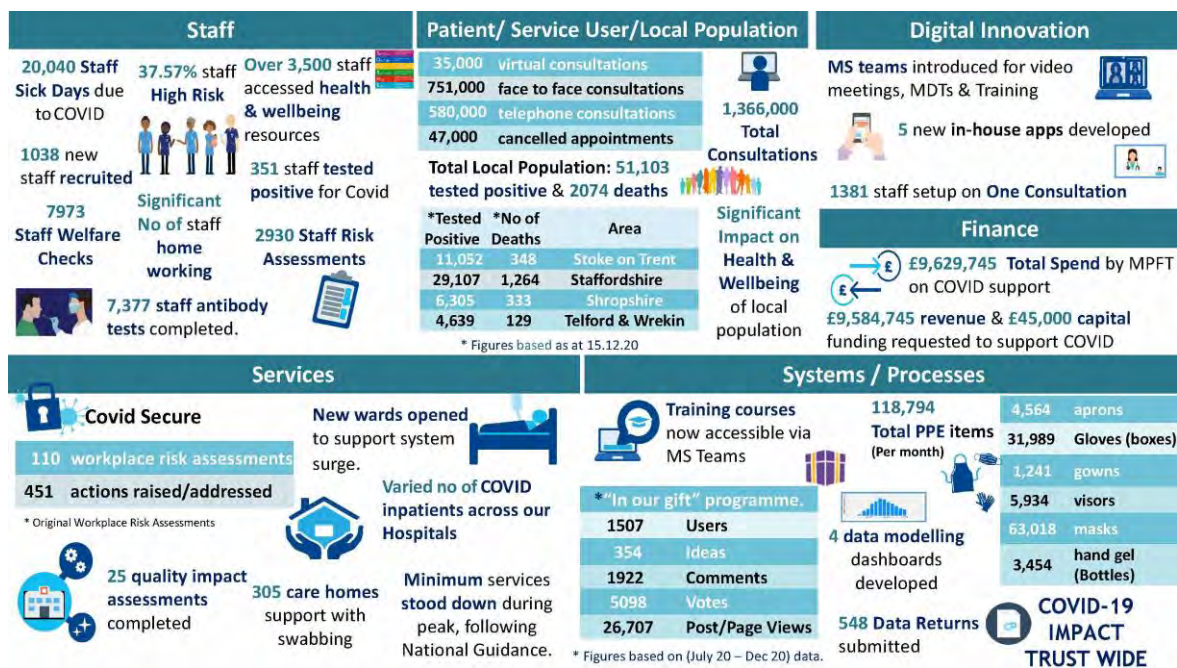 Staff
20,040 Staff
Sick Days due
to COVID
37.57% staff
High Risk
Over 3,500 staff
accessed health
& wellbeing
resources
1038 new
staff recruited
351 staff tested
positive for Covid
7973
Staff Welfare
Checks
Significant
No of staff
home
working
2930 Staff Risk
Assessments
7,377 staff antibody
tests completed.
Patient/ Service User/Local Population
35,000 virtual consultations
751,000 face to face consultations
580,000 telephone consultations
47,000 cancelled appointments
1,366,000
Total
Consultations
Total Local Population: 51,103
tested positive & 2074 deaths
*Tested Positive *No of Deaths Area
11,052 348 Stoke on Trent
29,107 1,264 Staffordshire
6,305 333 Shropshire
4,639 129 Telford & Wrekin
* Figures based as at 15.12.20
Significant
Impact on
Health &
Wellbeing
of local
population
Digital Innovation
MS teams introduced for video
meetings, MDTs & Training
5 new in-house apps developed
1381 staff setup on One Consultation
Finance
£9,629,745 Total Spend by MPFT
on COVID support
£9,584,745 revenue & £45,000 capital
funding requested to support COVID
Services
Covid Secure
110 workplace risk assessments
451 actions raised/addressed
* Original Workplace Risk Assessments
New wards opened
to support system
surge.
Varied no of COVID
inpatients across our
Hospitals
25 quality impact
assessments
completed
305 care homes
support with
swabbing
Minimum services
stood down during
peak, following
National Guidance.
Systems / Processes
Training courses
now accessible via
MS Teams
*"In our gift" programme.
1507 Users
354 Ideas
1922 Comments
5098 Votes
26,707 Post/Page Views
* Figures based on (July 20 – Dec 20) data.
118,794
Total PPE items
(Per month)
4 data modelling
dashboards
developed
548 Data Returns
submitted
4,564 aprons
31,989 Gloves (boxes)
1,241 gowns
5,934 visors
63,018 masks
3,454 hand gel (Bottles)
COVID-19
IMPACT
TRUST WIDE